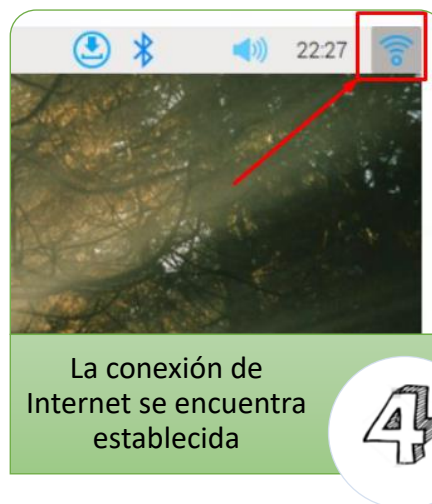 22:27
La conexión de
Internet se encuentra
establecida
4